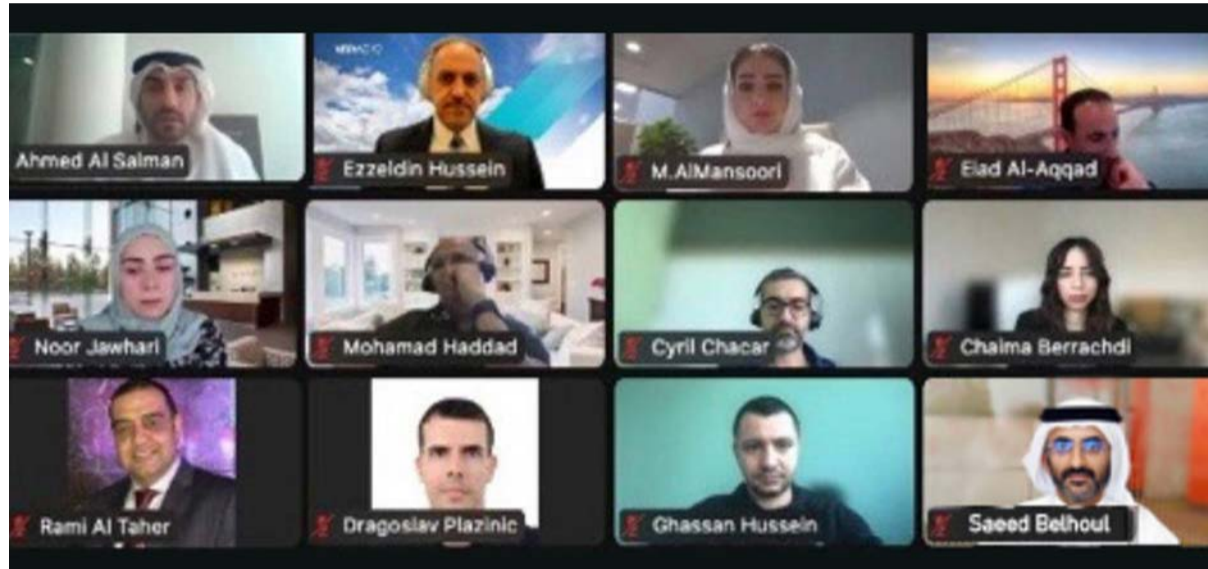 Ahmed Al Salman
Ezzeldin Hussein
M.AlMansoori
Eiad Al-Aqqad
Noor Jawhari
Mohamad Haddad
Cyril Chacar
Chaima Berrachdi
Rami Al Taher
Dragoslav Plazinic
Ghassan Hussein
Saeed Belhoul